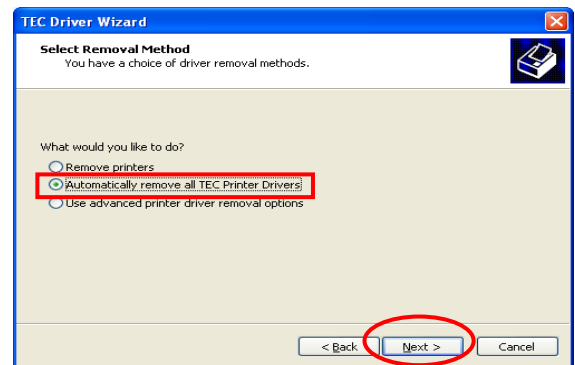 TEC Driver Wizard
Select Removal Method
You have a choice of driver removal methods.
What would you like to do?
Remove printers
Automatically remove all TEC Printer Drivers
Use advanced printer driver removal options
< Back Next > Cancel